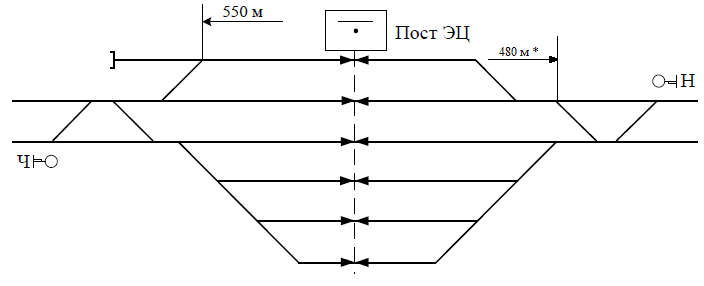 550 м
Пост ЭЦ
480 м *
Н
Ч